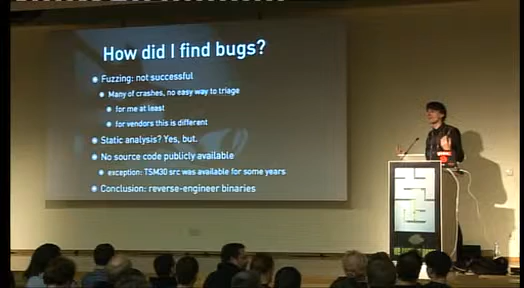 How did I find bugs?
Fuzzing: not successful
Many of crashes, no easy way to triage
for me at least
for vendors this is different
Static analysis? Yes, but.
No source code publicly available
exception: TSM30 src was available for some years
Conclusion: reverse-engineer binaries